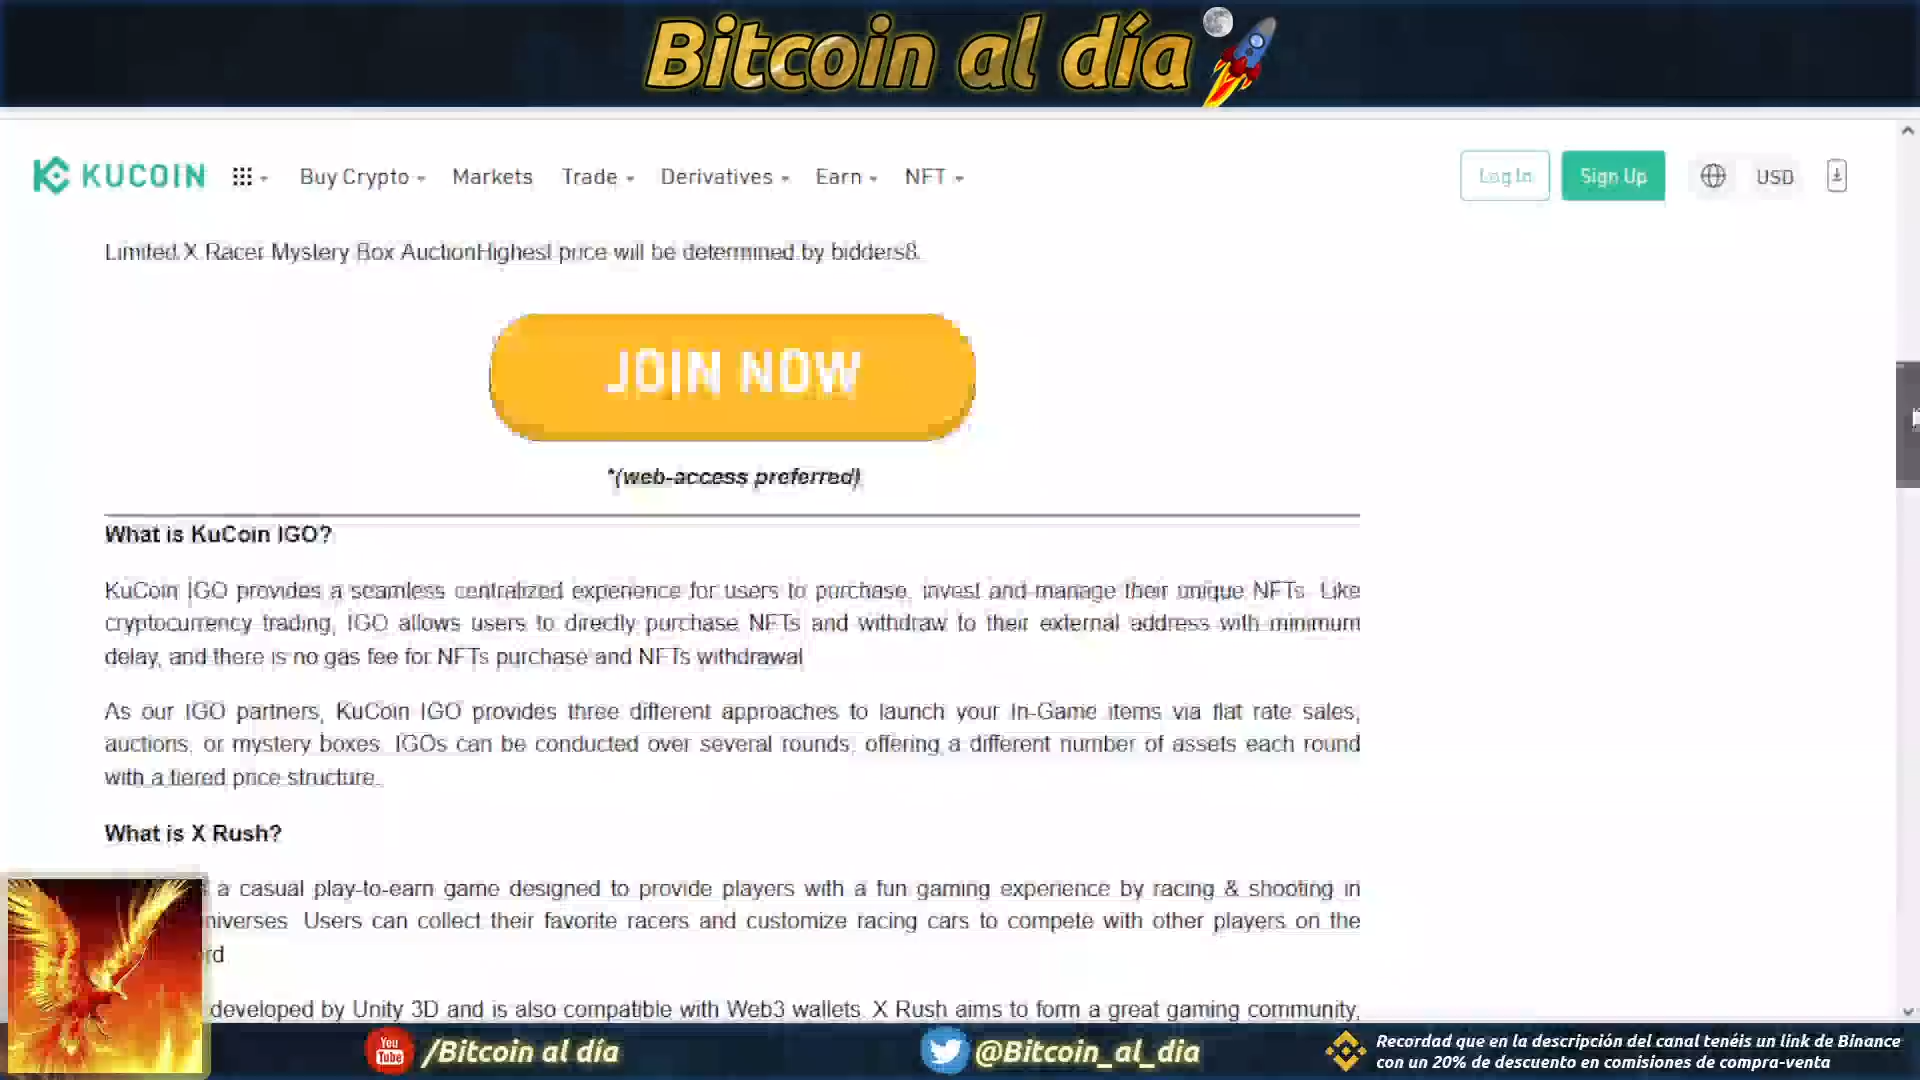 Bitcoin al día
KUCOIN
Buy Crypto
Markets
Trade
Derivatives
Earn
NFT
Log In
Sign Up
USD
Limited X Racer Mystery Box AuctionHighest price will be determined by bidders8.
JOIN NOW
*(web-access preferred)
What is KuCoin IGO?
KuCoin IGO provides a seamless centralized experience for users to purchase, invest and manage their unique NFTs. Like
cryptocurrency trading, IGO allows users to directly purchase NFTs and withdraw to their external address with minimum
delay, and there is no gas fee for NFTs purchase and NFTs withdrawal
As our IGO partners, KuCoin IGO provides three different approaches to launch your In-Game items via flat rate sales,
auctions, or mystery boxes. IGOs can be conducted over several rounds, offering a different number of assets each round
with a tiered price structure.
What is X Rush?
a casual play-to-earn game designed to provide players with a fun gaming experience by racing & shooting in
niverses. Users can collect their favorite racers and customize racing cars to compete with other players on the
rd
developed by Unity 3D and is also compatible with Web3 wallets. X Rush aims to form a great gaming community,
You
Tube
/Bitcoin al día
@Bitcoin_al_dia
Recordad que en la descripción del canal tenéis un link de Binance
con un 20% de descuento en comisiones de compra-venta